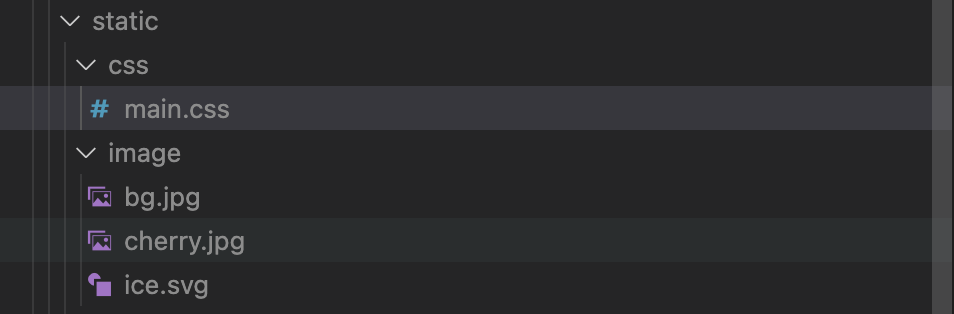 static
css
# main.css
image
bg.jpg
cherry.jpg
ice.svg